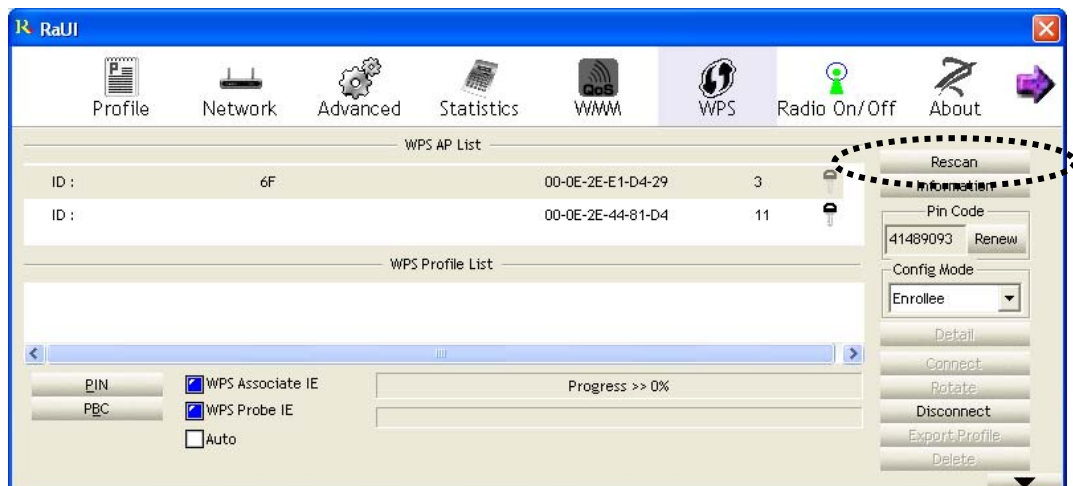 RaUI
Profile Network Advanced Statistics QoS WMM WPS Radio On/Off About
WPS AP List
ID : 6F 00-0E-2E-E1-D4-29 3
ID : 00-0E-2E-44-81-D4 11
WPS Profile List
Rescan
Information
Pin Code
41489093 Renew
Config Mode
Enrollee
Detail
Connect
Rotate
Disconnect
Export Profile
Delete
PIN
PBC
WPS Associate IE
WPS Probe IE
Auto
Progress >> 0%